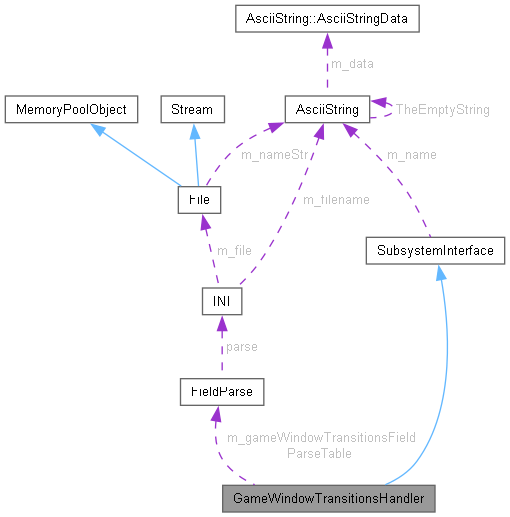 AsciiString::AsciiStringData
m_data
MemoryPoolObject
Stream
AsciiString
TheEmptyString
m_nameStr
m_name
File
m_filename
m_file
SubsystemInterface
INI
parse
FieldParse
m_gameWindowTransitionsField
ParseTable
GameWindowTransitionsHandler